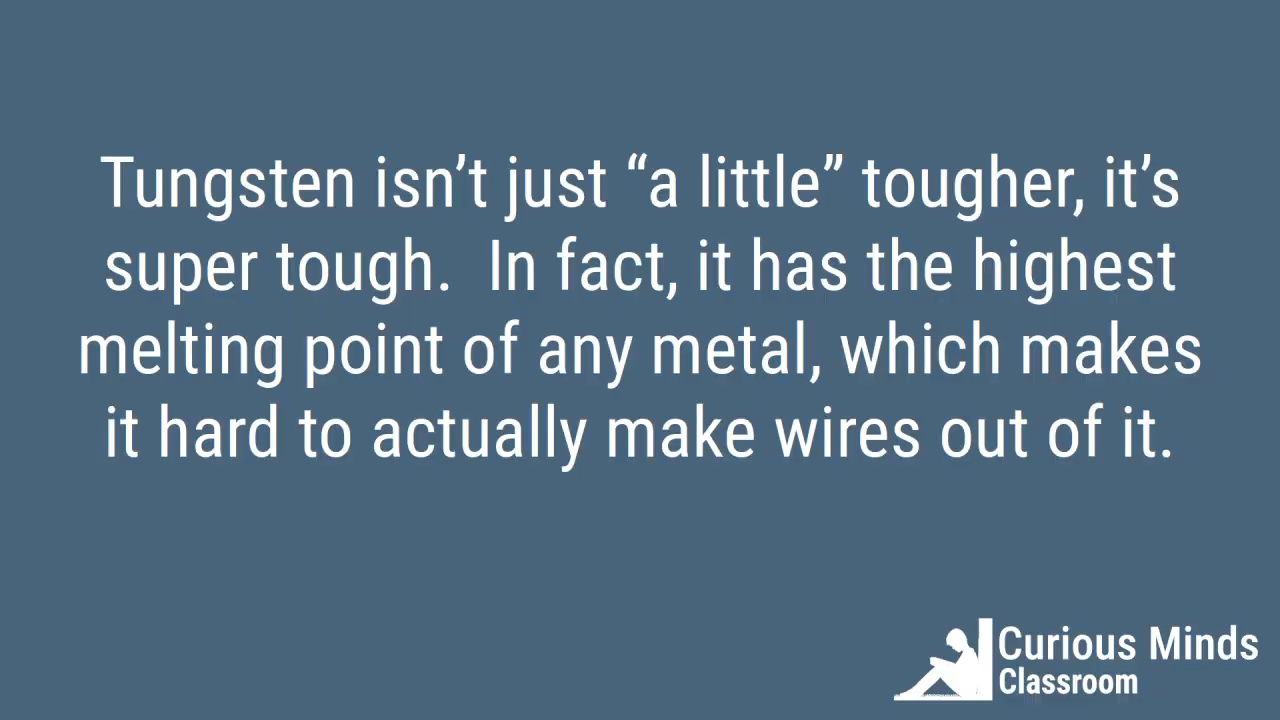 Tungsten isn’t just “a little” tougher, it’s
super tough.  In fact, it has the highest
melting point of any metal, which makes
it hard to actually make wires out of it.
Curious Minds
Classroom